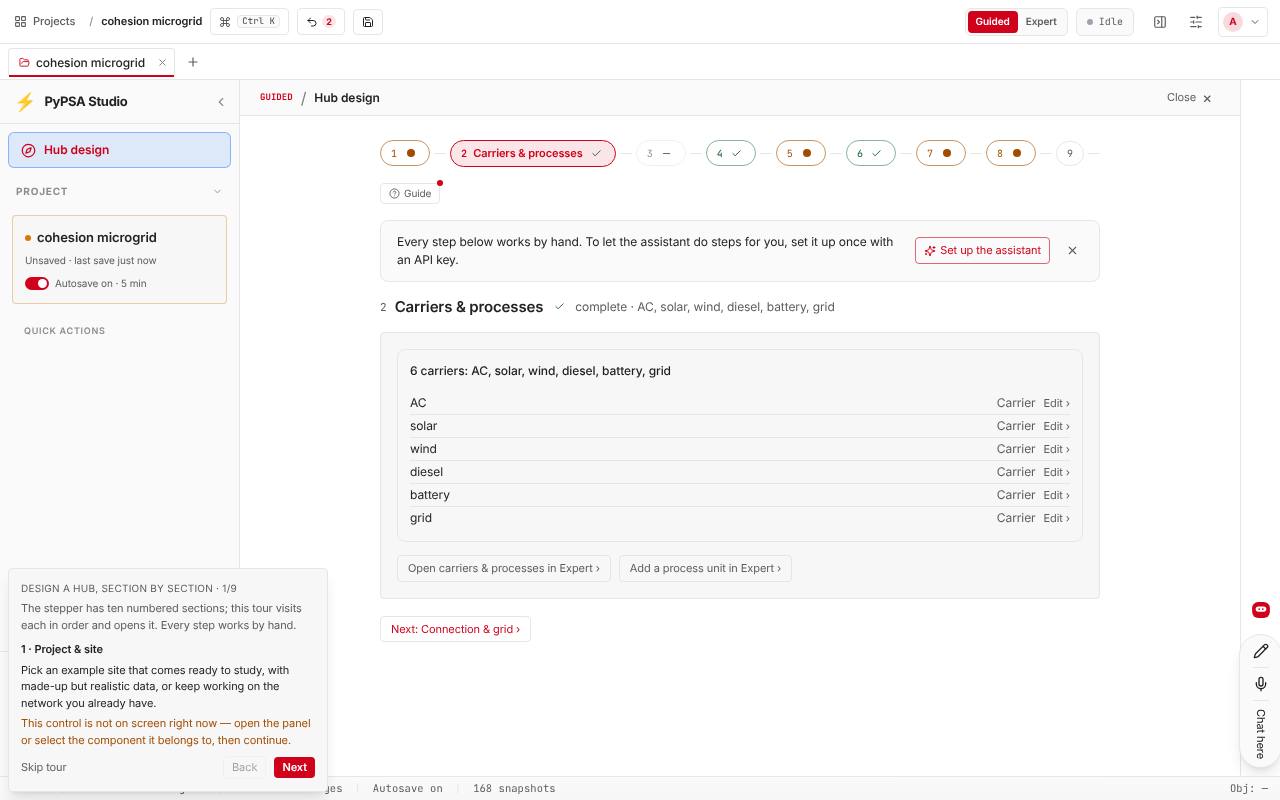 Projects / cohesion microgrid ⌘ Ctrl K 2
Guided Expert Idle A
cohesion microgrid × +
PyPSA Studio
GUIDED / Hub design Close ×
Hub design
1 2 Carriers & processes 3 4 5 6 7 8 9
PROJECT
Guide
cohesion microgrid
Unsaved · last save just now
Autosave on · 5 min
QUICK ACTIONS
Every step below works by hand. To let the assistant do steps for you, set it up once with
an API key.
Set up the assistant
2 Carriers & processes complete · AC, solar, wind, diesel, battery, grid
6 carriers: AC, solar, wind, diesel, battery, grid
AC Carrier Edit ›
solar Carrier Edit ›
wind Carrier Edit ›
diesel Carrier Edit ›
battery Carrier Edit ›
grid Carrier Edit ›
Open carriers & processes in Expert › Add a process unit in Expert ›
Next: Connection & grid ›
DESIGN A HUB, SECTION BY SECTION · 1/9
The stepper has ten numbered sections; this tour visits
each in order and opens it. Every step works by hand.
1 · Project & site
Pick an example site that comes ready to study, with
made-up but realistic data, or keep working on the
network you already have.
This control is not on screen right now — open the panel
or select the component it belongs to, then continue.
Skip tour Back Next
Chat here
Autosave on 168 snapshots Obj: —